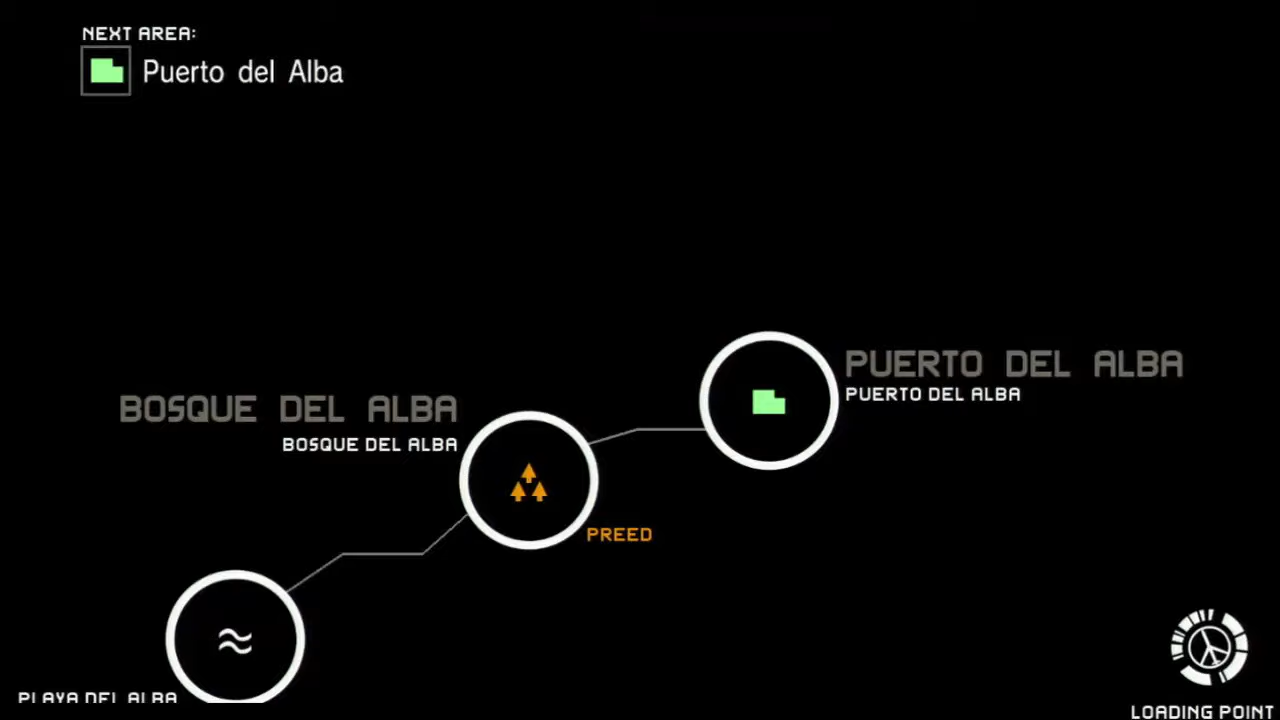 NEXT AREA:
Puerto del Alba
PUERTO DEL ALBA
PUERTO DEL ALBA
BOSQUE DEL ALBA
BOSQUE DEL ALBA
PREED
PLAYA DEL ALBA
LOADING POINT